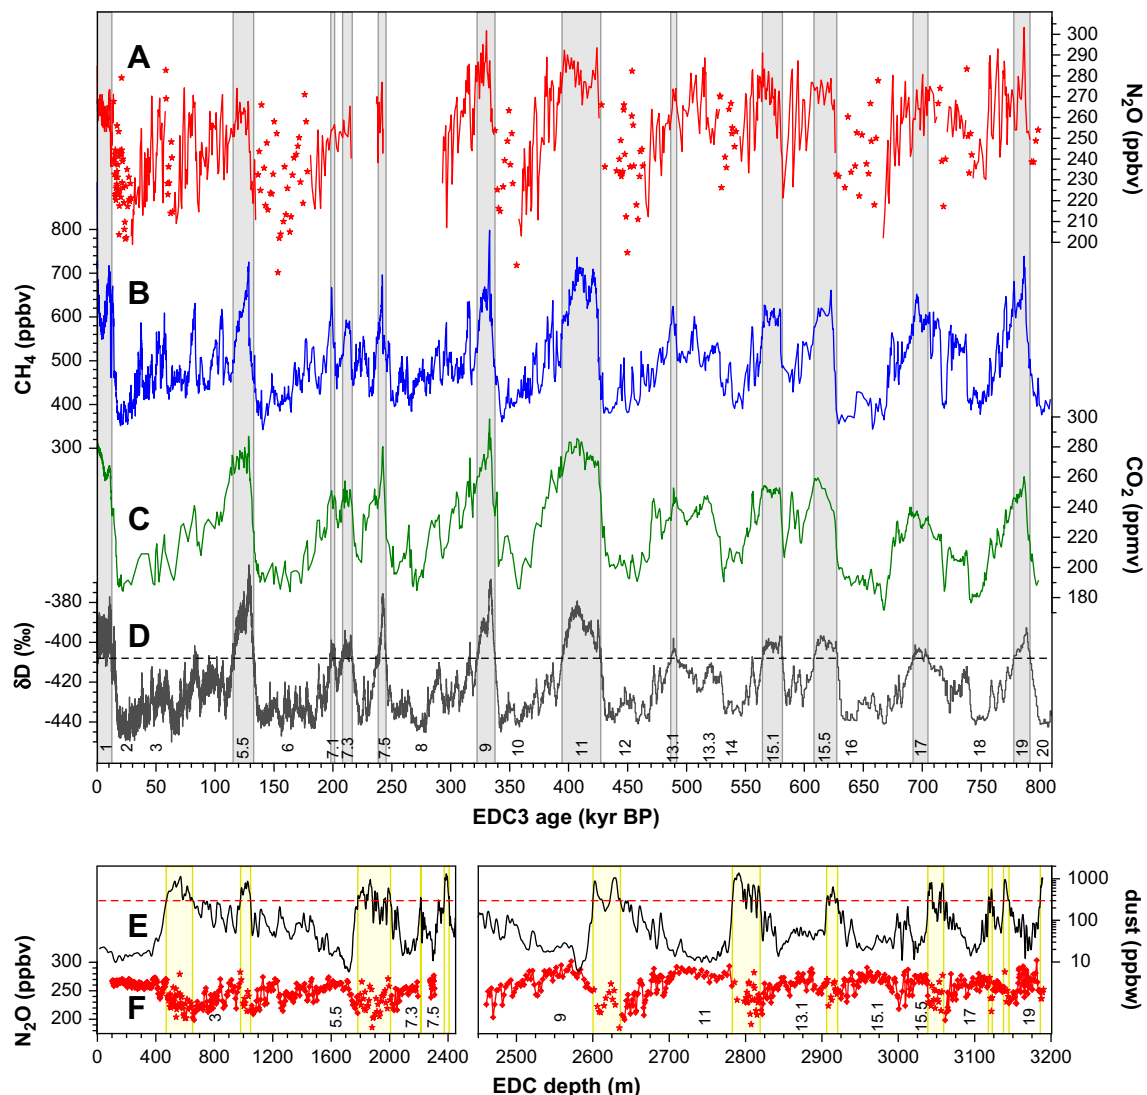 A
B
C
D
N₂O (ppbv)
300
290
280
270
260
250
240
230
220
210
200
CH₄ (ppbv)
800
700
600
500
400
300
CO₂ (ppmv)
300
280
260
240
220
200
180
δD (‰)
-380
-400
-420
-440
1 2 3 5.5 6 7.1 7.3 7.5 8 9 10 11 12 13.1 13.3 14 15.1 15.5 16 17 18 19 20
0 50 100 150 200 250 300 350 400 450 500 550 600 650 700 750 800
EDC3 age (kyr BP)
E
F
N₂O (ppbv)
300
250
200
dust (ppbw)
1000
100
10
3 5.5 7.3 7.5 9 11 13.1 15.1 15.5 17 19
0 400 800 1200 1600 2000 2400 2500 2600 2700 2800 2900 3000 3100 3200
EDC depth (m)